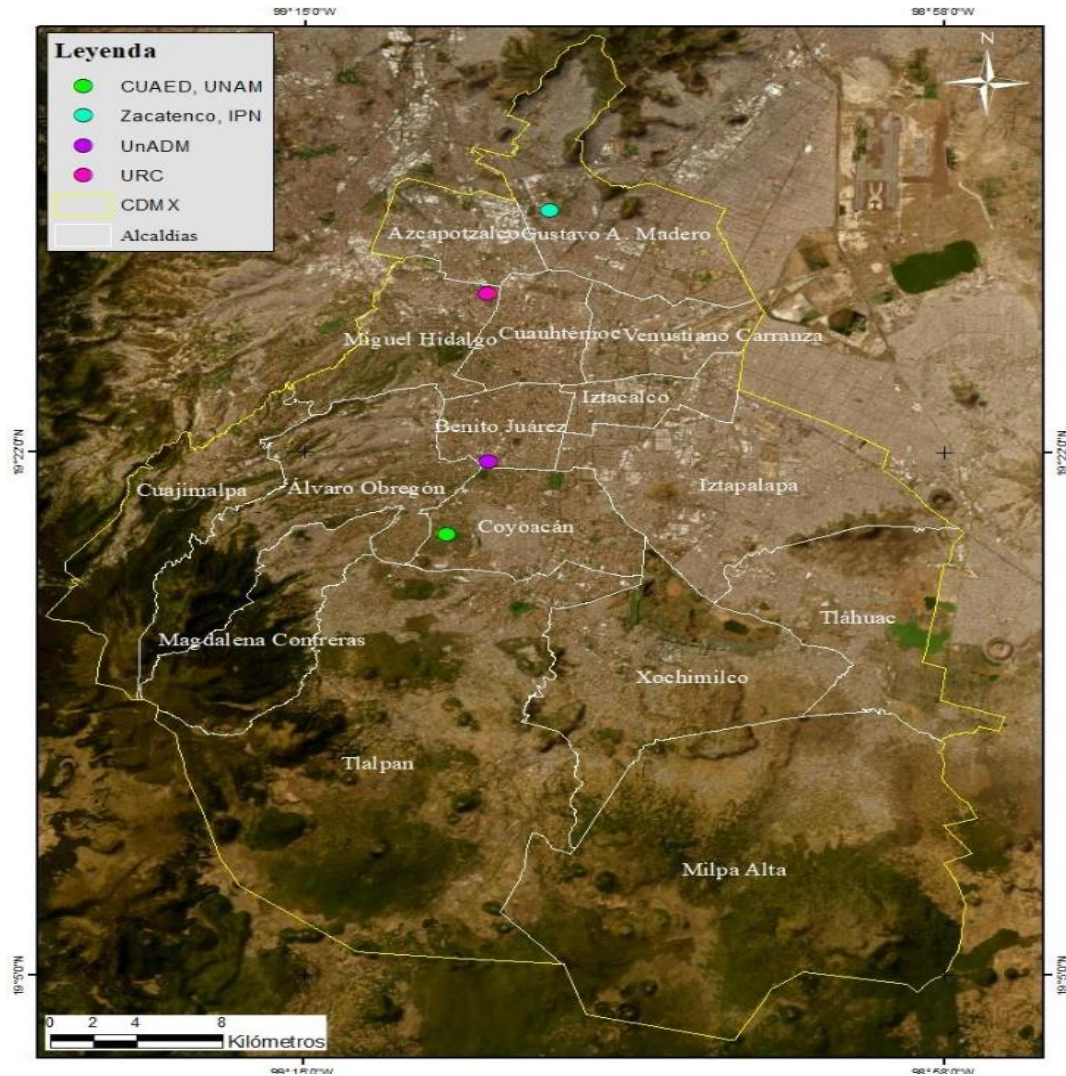 99°15'0"W
98°58'0"W
Leyenda
CUAED, UNAM
Zacatenco, IPN
UnADM
URC
CDMX
Alcaldías
N
Azcapotzalco
Gustavo A. Madero
Miguel Hidalgo
Cuauhtémoc
Venustiano Carranza
Iztacalco
Benito Juárez
19°22'0"N
19°22'0"N
Cuajimalpa
Álvaro Obregón
Iztapalapa
Coyoacán
Magdalena Contreras
Tláhuac
Xochimilco
Tlalpan
Milpa Alta
19°5'0"N
19°5'0"N
0 2 4 8
Kilómetros
99°15'0"W
98°58'0"W